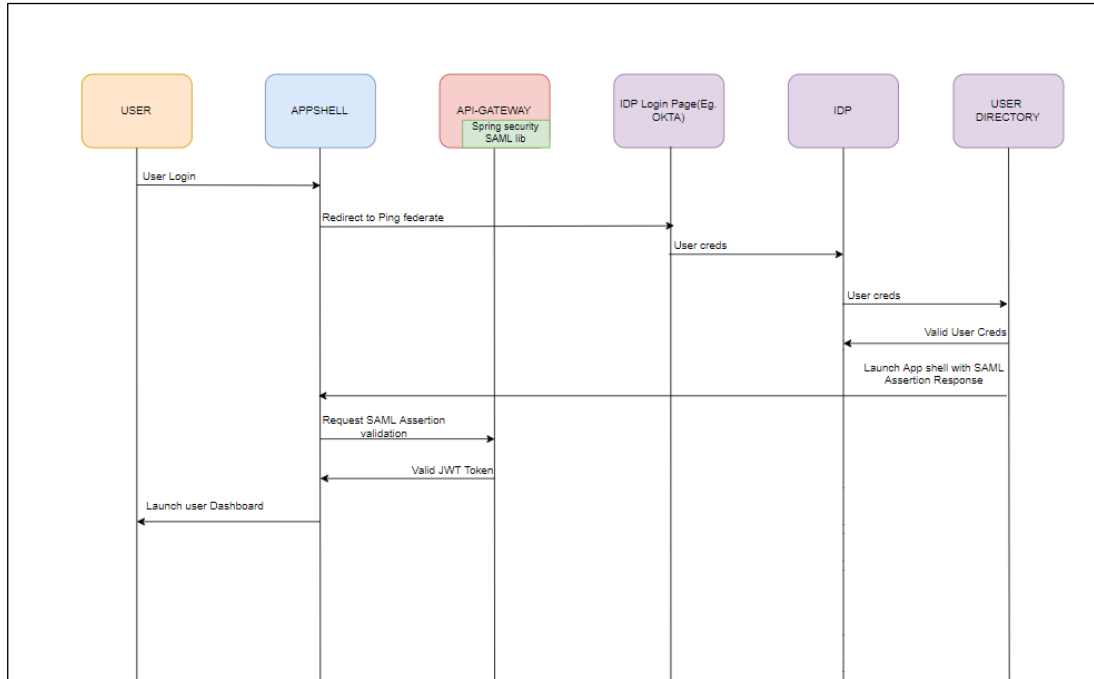 USER
APPSHELL
API-GATEWAY
Spring security
SAML lib
IDP Login Page(Eg.
OKTA)
IDP
USER
DIRECTORY
User Login
Redirect to Ping federate
User creds
User creds
Valid User Creds
Launch App shell with SAML
Assertion Response
Request SAML Assertion
validation
Valid JWT Token
Launch user Dashboard